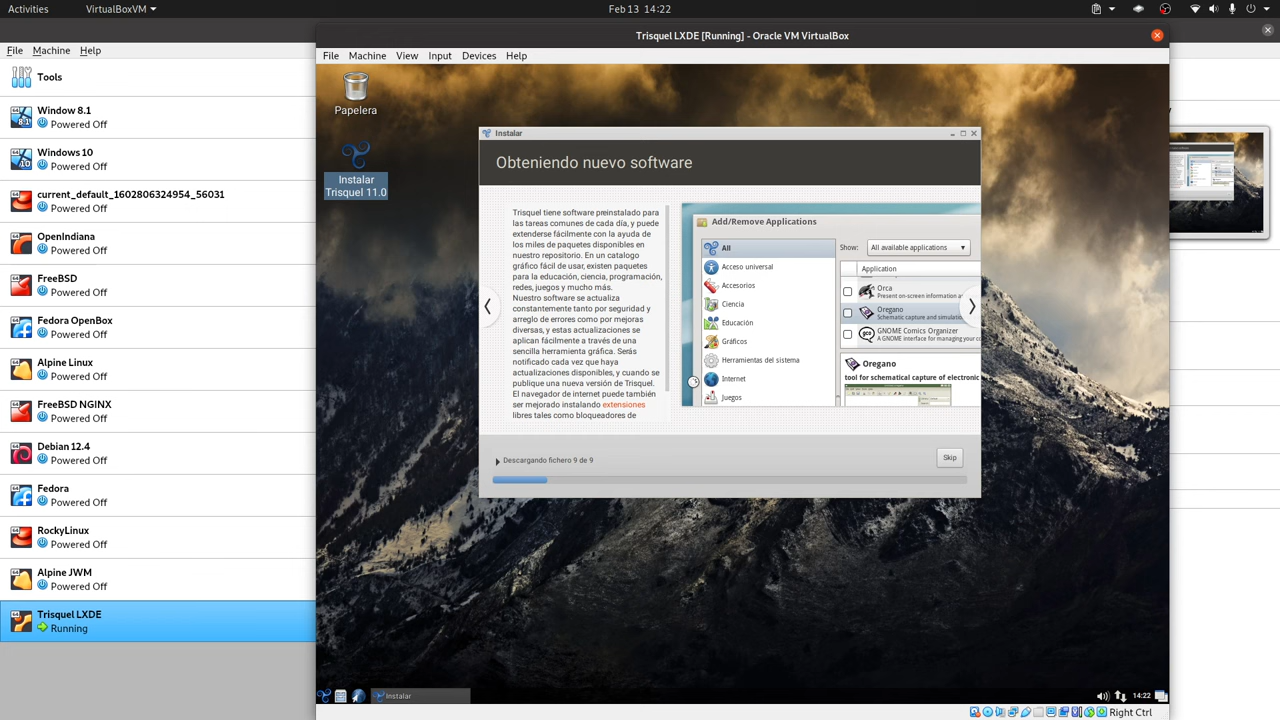 Activities
VirtualBoxVM
Feb 13 14:22
File Machine Help
Tools
Window 8.1
Powered Off
Windows 10
Powered Off
current_default_1602806324954_56031
Powered Off
OpenIndiana
Powered Off
FreeBSD
Powered Off
Fedora OpenBox
Powered Off
Alpine Linux
Powered Off
FreeBSD NGINX
Powered Off
Debian 12.4
Powered Off
Fedora
Powered Off
RockyLinux
Powered Off
Alpine JWM
Powered Off
Trisquel LXDE
Running
Trisquel LXDE [Running] - Oracle VM VirtualBox
File Machine View Input Devices Help
Papelera
Instalar
Trisquel 11.0
Instalar
Obteniendo nuevo software
Trisquel tiene software preinstalado para
las tareas comunes de cada día, y puede
extenderse fácilmente con la ayuda de
los miles de paquetes disponibles en
nuestro repositorio. En un catalogo
gráfico fácil de usar, existen paquetes
para la educación, ciencia, programación,
redes, juegos y mucho más.
Nuestro software se actualiza
constantemente tanto por seguridad y
arreglo de errores como por mejoras
diversas, y estas actualizaciones se
aplican fácilmente a través de una
sencilla herramienta gráfica. Serás
notificado cada vez que haya
actualizaciones disponibles, y cuando se
publique una nueva versión de Trisquel.
El navegador de internet puede también
ser mejorado instalando extensiones
libres tales como bloqueadores de
Add/Remove Applications
All
Acceso universal
Accesorios
Ciencia
Educación
Gráficos
Herramientas del sistema
Internet
Juegos
Show: All available applications
Application
Orca
Present on-screen information a
Oregano
Schematic capture and simulatio
GNOME Comics Organizer
A GNOME interface for managing your c
Oregano
tool for schematical capture of electronic
Descargando fichero 9 de 9
Skip
Instalar
14:22
Right Ctrl